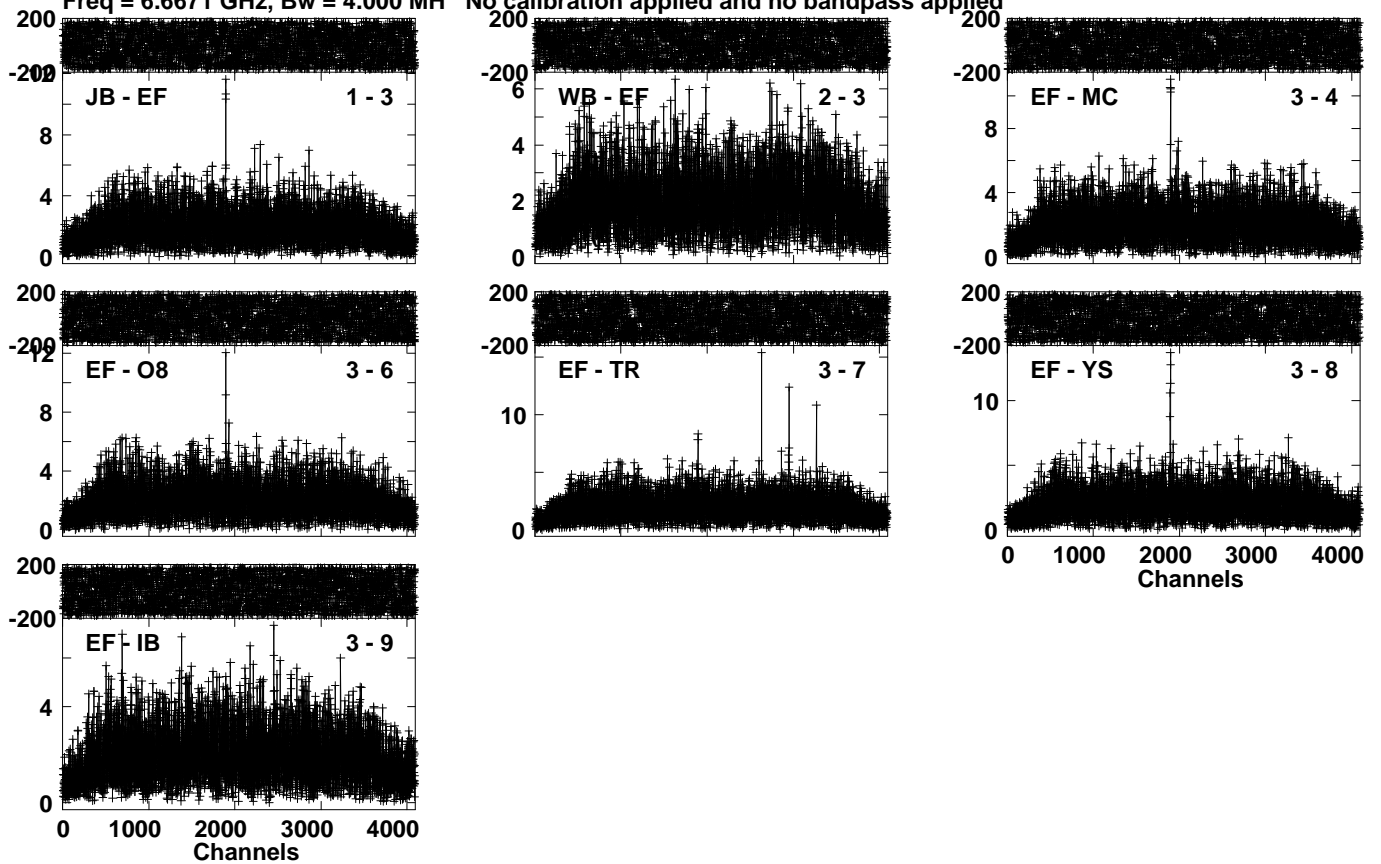 Freq = 6.6671 GHz, Bw = 4.000 MH   No calibration applied and no bandpass applied
200
-200
12
JB - EF 1 - 3
8
4
0
200
-200
6
WB - EF 2 - 3
4
2
0
200
-200
EF - MC 3 - 4
8
4
0
200
-200
12
EF - O8 3 - 6
8
4
0
200
-200
EF - TR 3 - 7
10
0
200
-200
EF - YS 3 - 8
10
0
0 1000 2000 3000 4000
Channels
200
-200
EF - IB 3 - 9
4
0
0 1000 2000 3000 4000
Channels